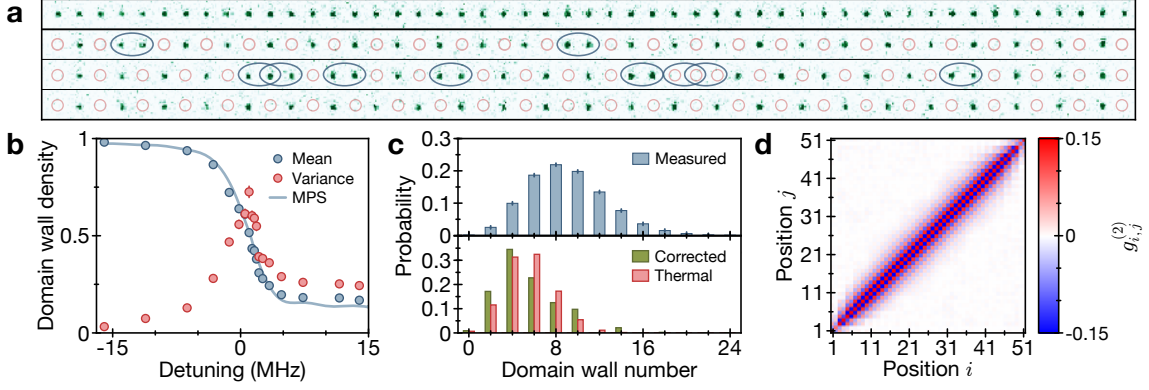 a
b
1
0.5
0
Domain wall density
Mean
Variance
MPS
-15
0
15
Detuning (MHz)
c
0.3
0.2
0.1
0
Measured
0.3
0.2
0.1
0
Corrected
Thermal
Probability
0
8
16
24
Domain wall number
d
51
41
31
21
11
1
Position j
1
11
21
31
41
51
Position i
0.15
0
-0.15
g_{i,j}^{(2)}